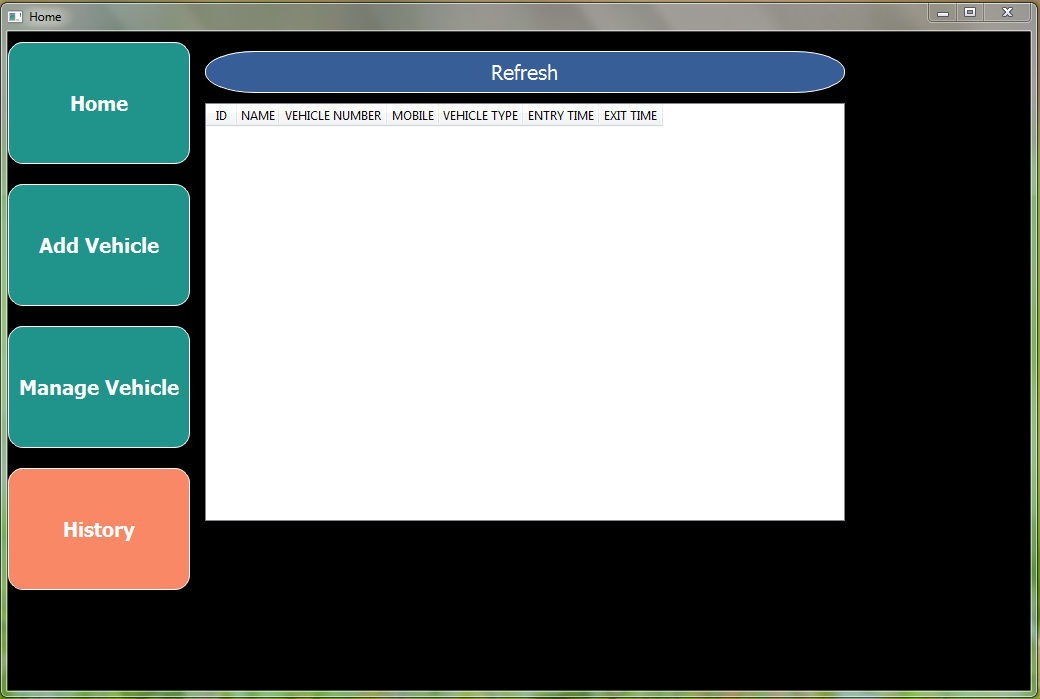 Home
Home
Add Vehicle
Manage Vehicle
History
Refresh
ID NAME VEHICLE NUMBER MOBILE VEHICLE TYPE ENTRY TIME EXIT TIME